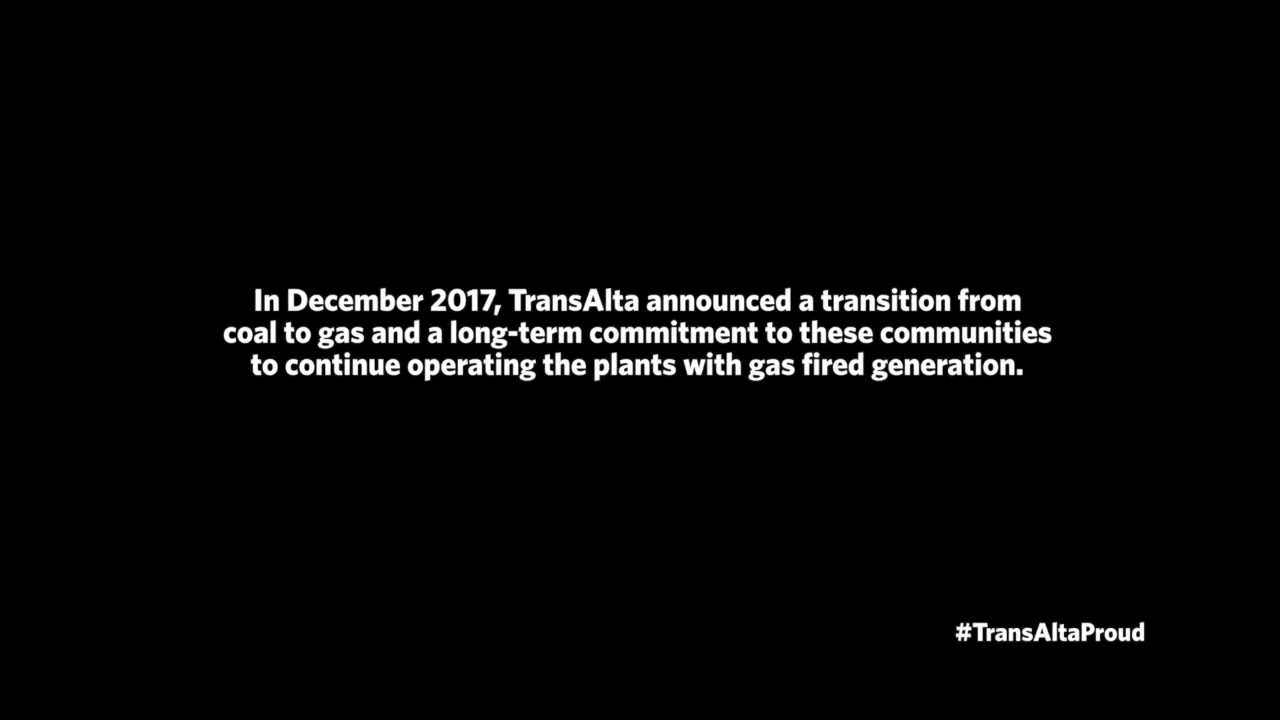 In December 2017, TransAlta announced a transition from
coal to gas and a long-term commitment to these communities
to continue operating the plants with gas fired generation.
#TransAltaProud